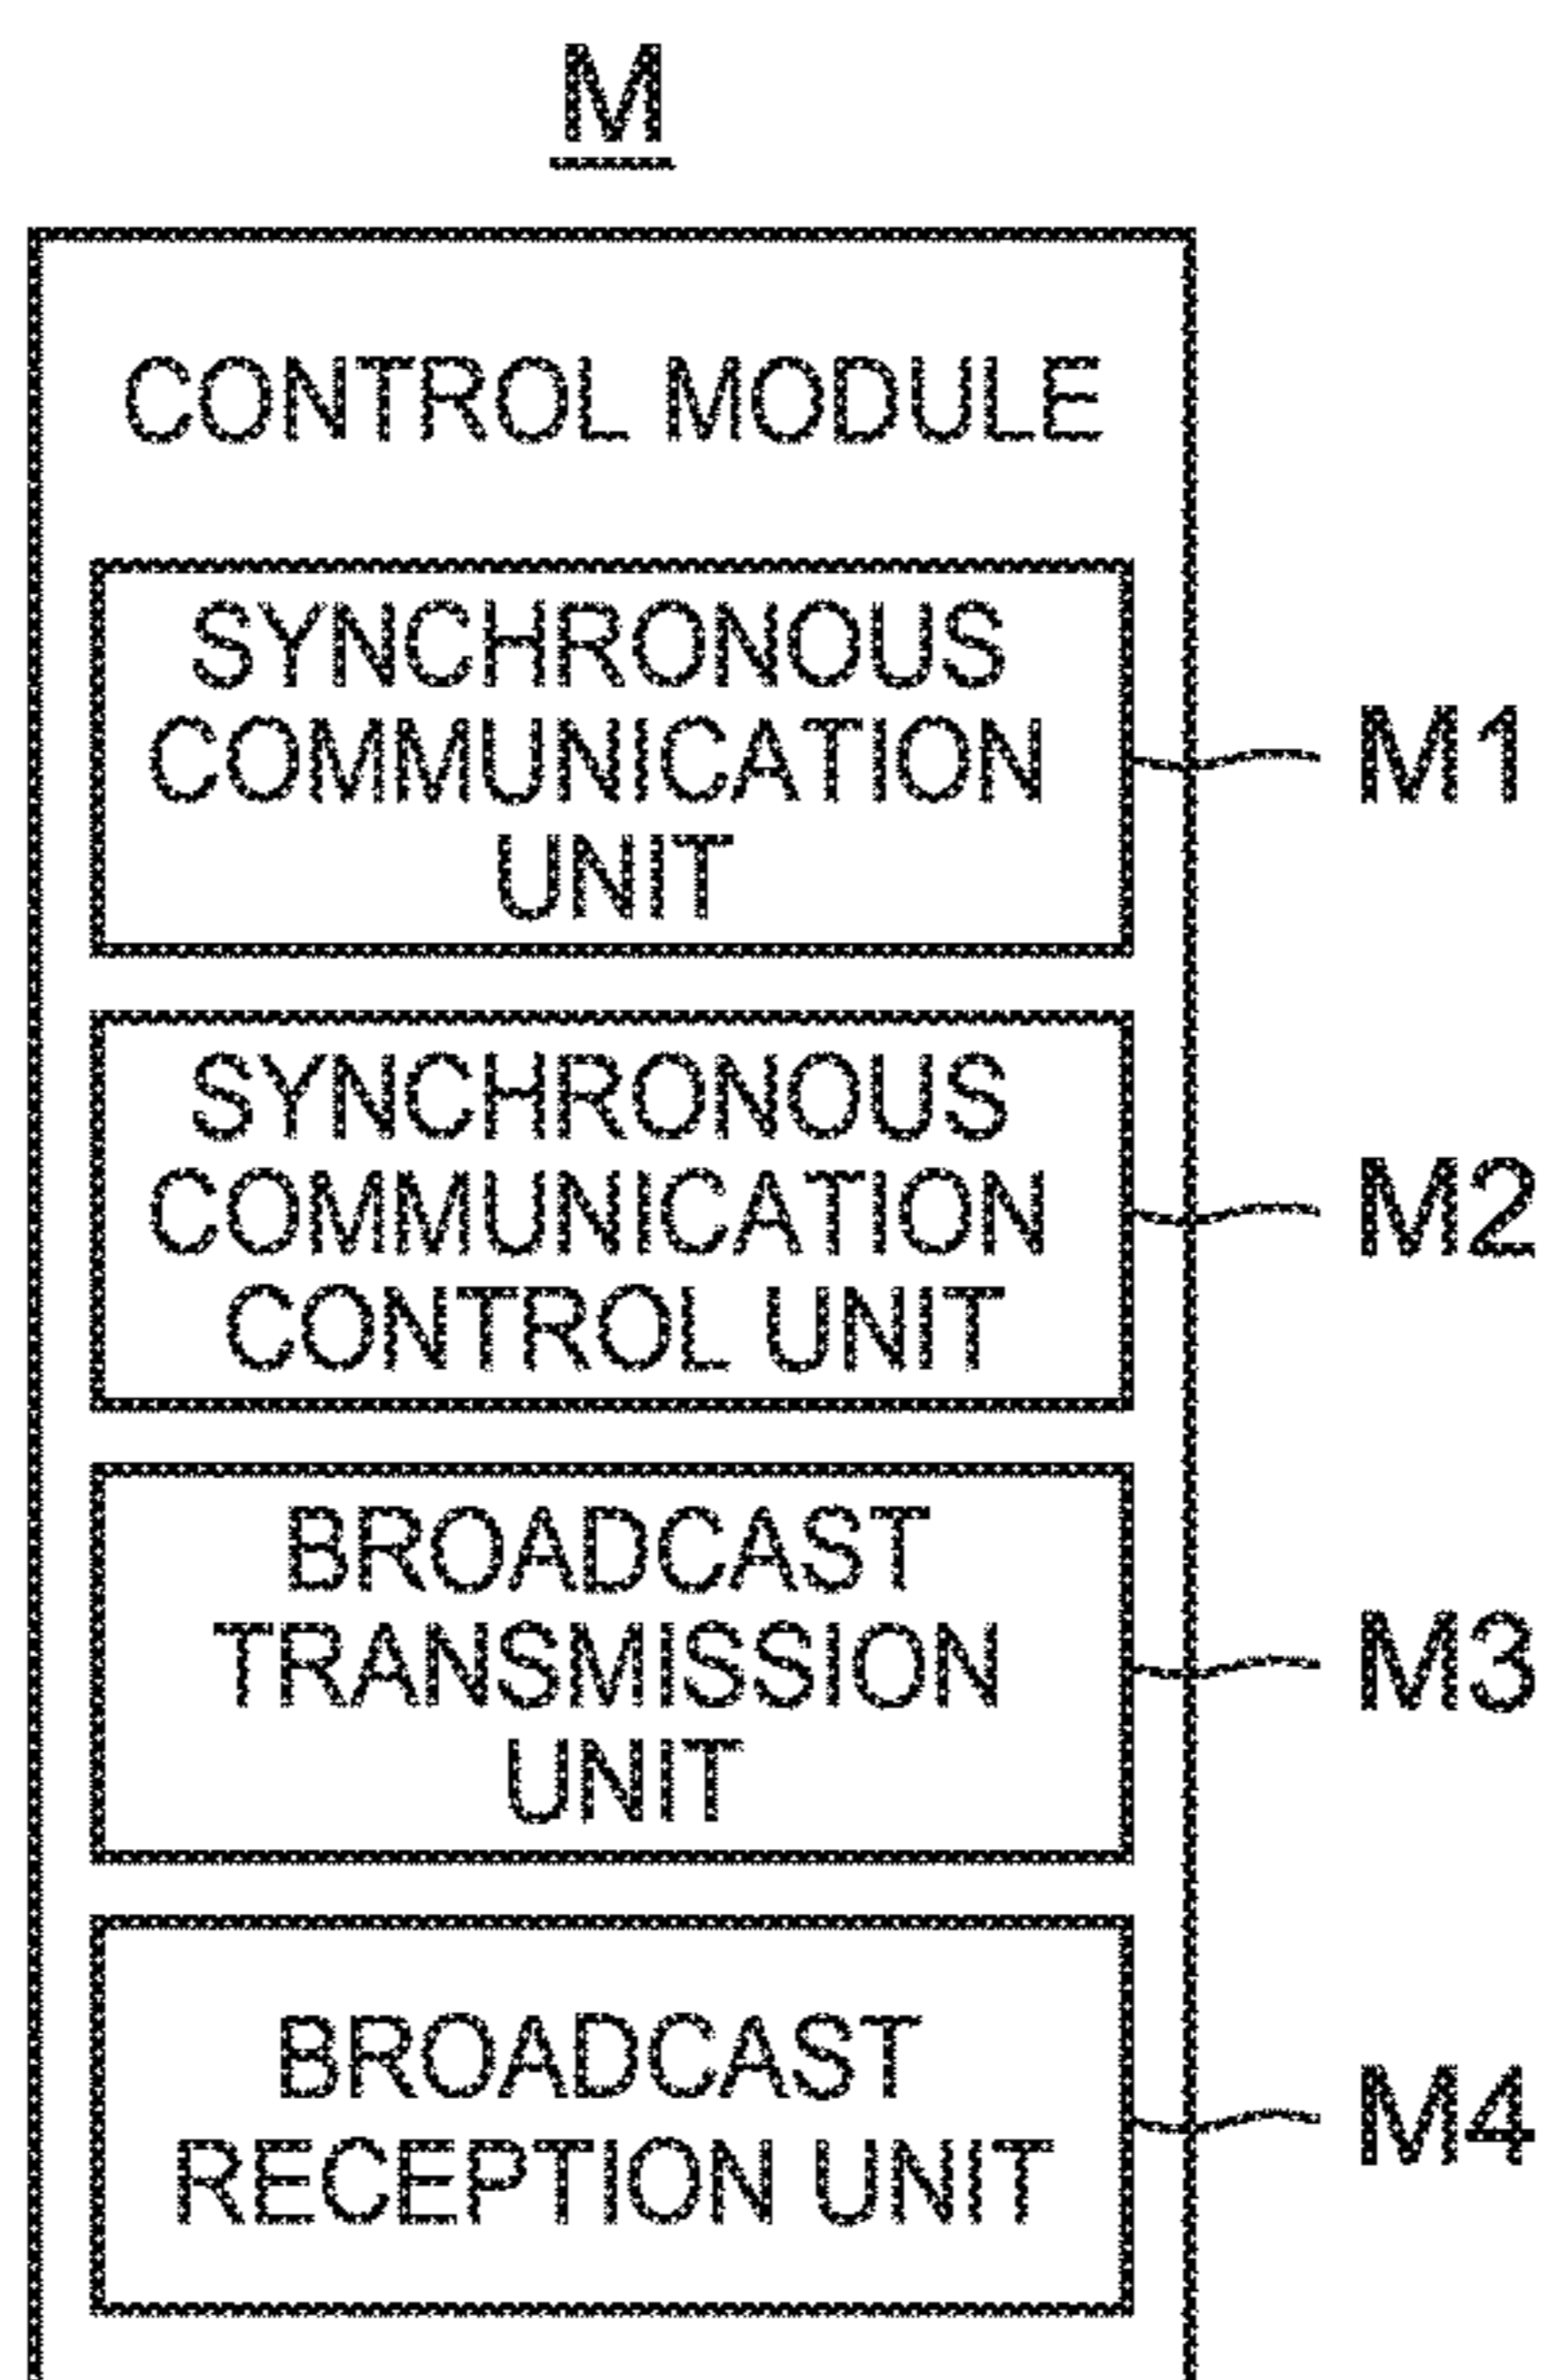 M
CONTROL MODULE
SYNCHRONOUS
COMMUNICATION
UNIT
M1
SYNCHRONOUS
COMMUNICATION
CONTROL UNIT
M2
BROADCAST
TRANSMISSION
UNIT
M3
BROADCAST
RECEPTION UNIT
M4